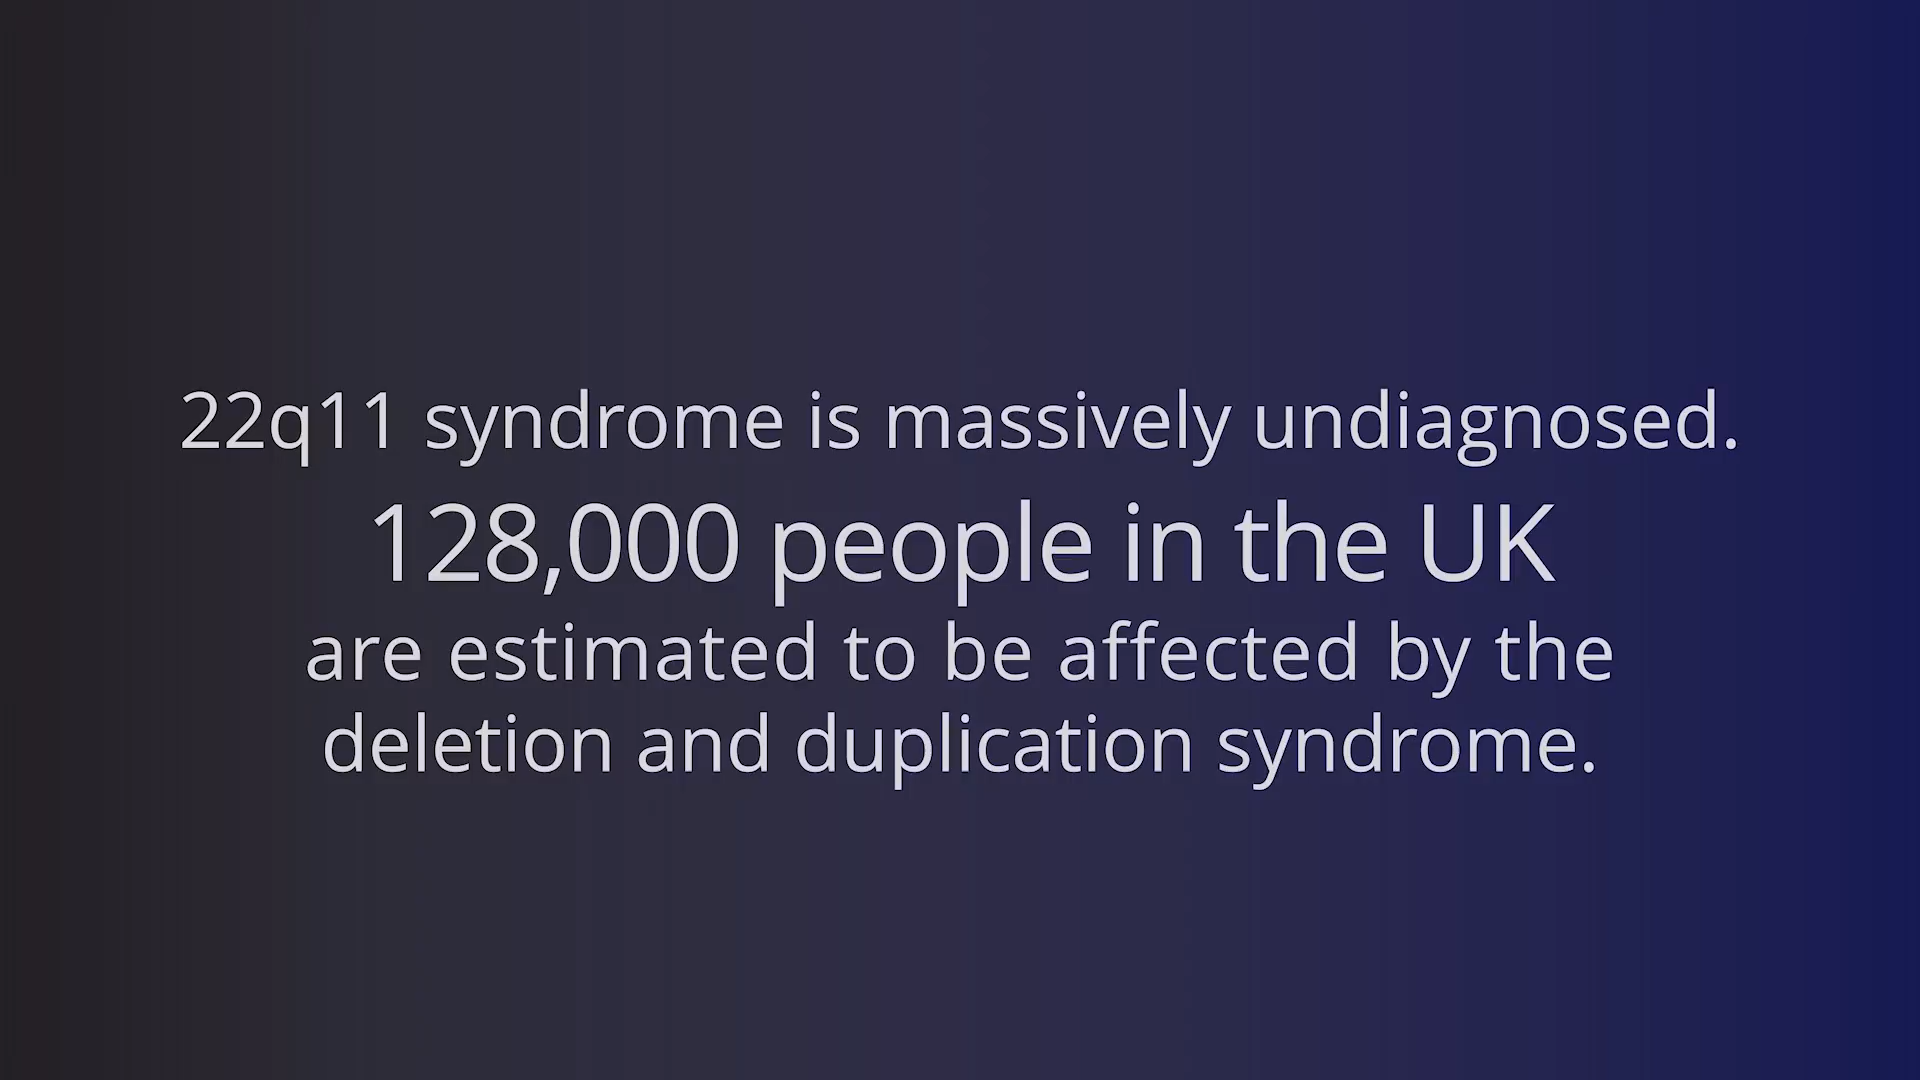 22q11 syndrome is massively undiagnosed.
128,000 people in the UK
are estimated to be affected by the
deletion and duplication syndrome.